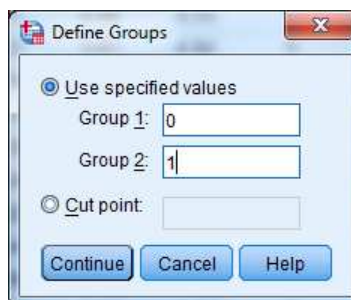 Define Groups
Use specified values
Group 1: 0
Group 2: 1
Cut point:
Continue Cancel Help